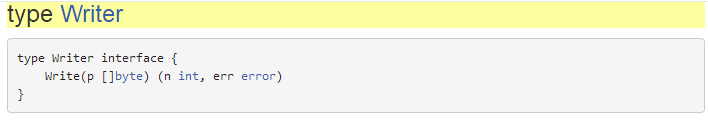 type Writer
type Writer interface {
    Write(p []byte) (n int, err error)
}